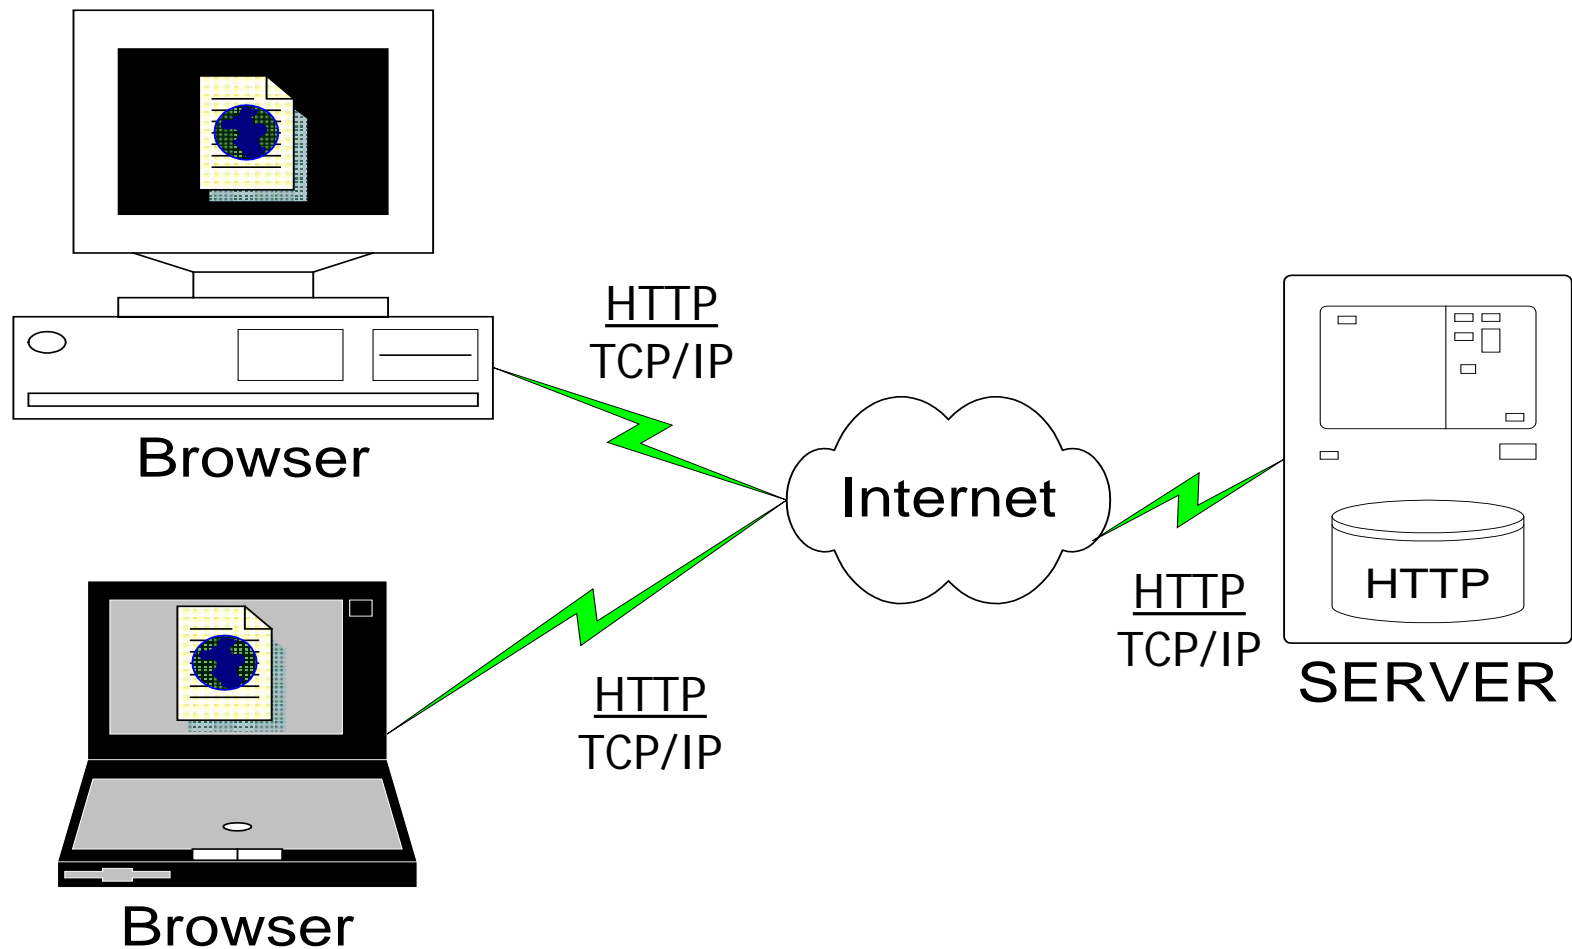 HTTP
TCP/IP
Browser
Internet
HTTP
HTTP
TCP/IP
SERVER
HTTP
TCP/IP
Browser